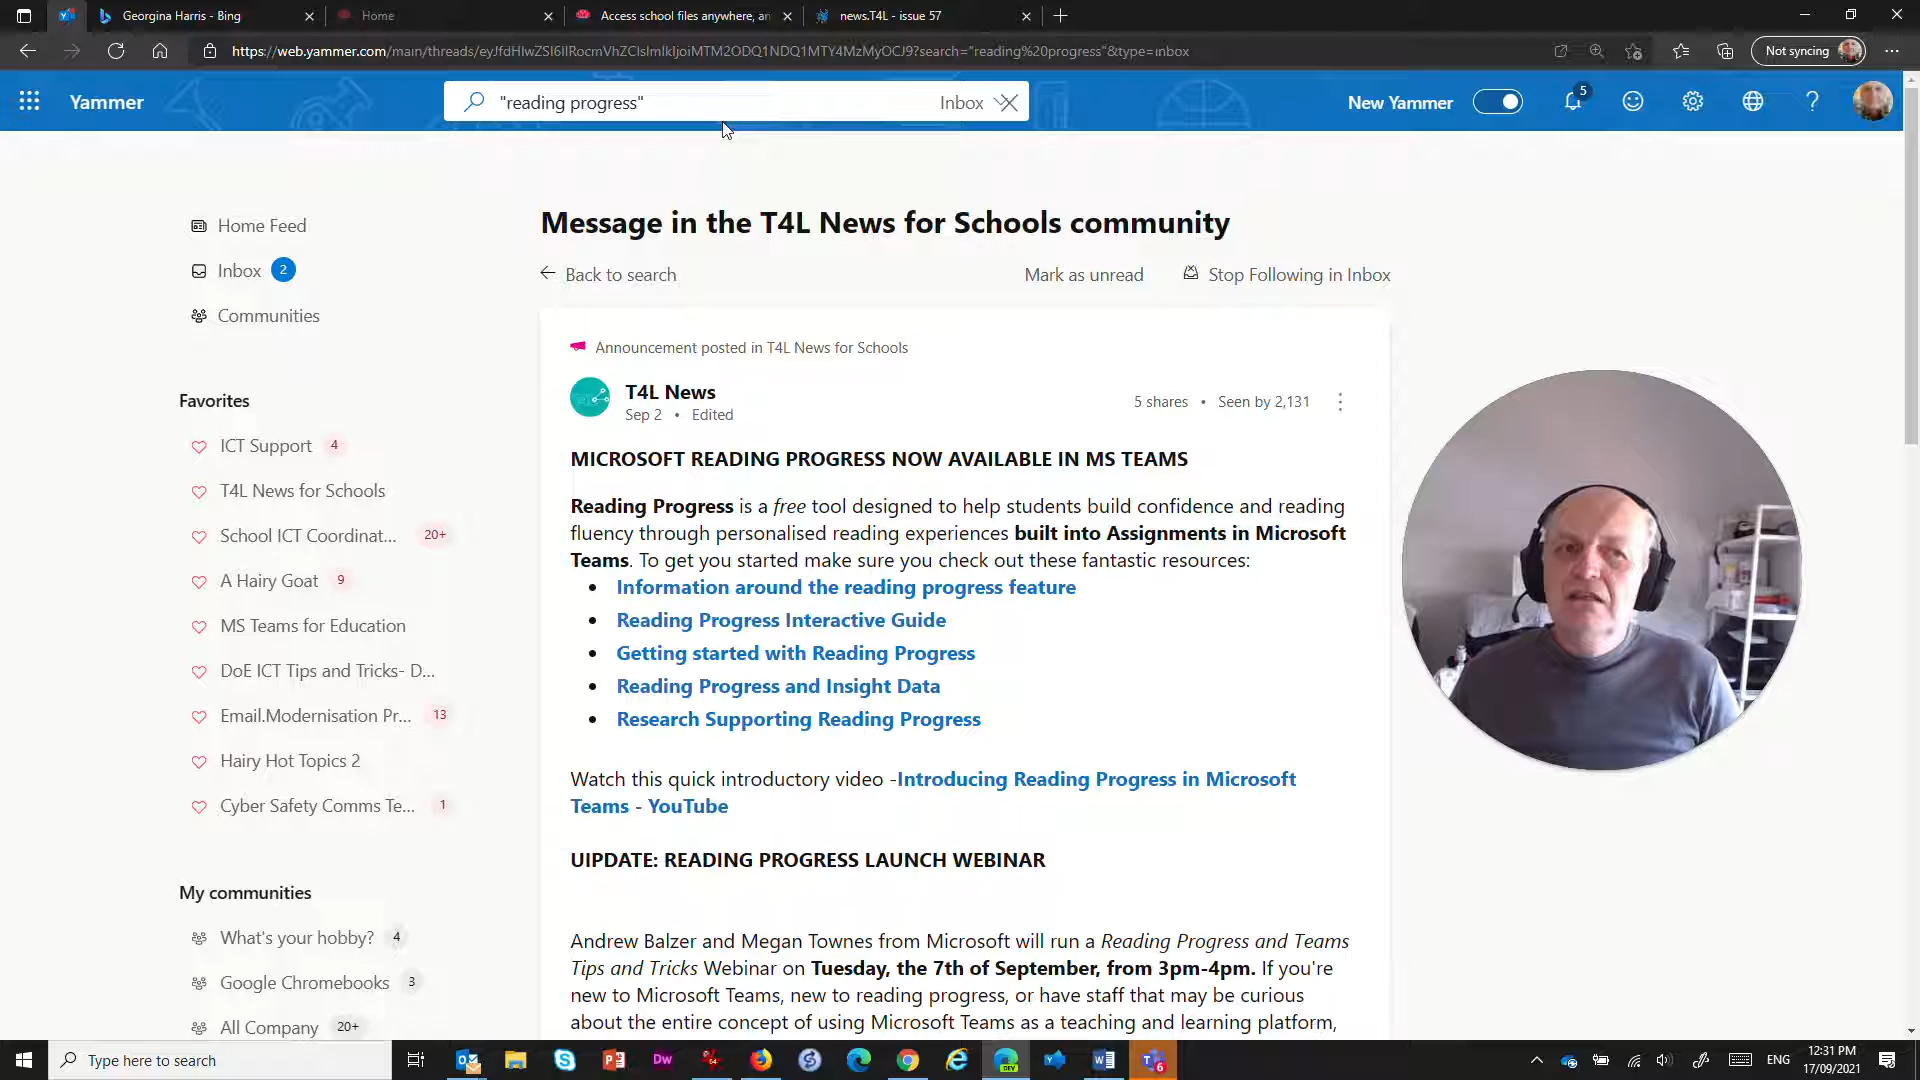 Georgina Harris - Bing
Home
Access school files anywhere, an
news.T4L - issue 57
Not syncing
Yammer
"reading progress"
Inbox
New Yammer
5
Home Feed
Inbox 2
Communities
Favorites
ICT Support 4
T4L News for Schools
School ICT Coordinat... 20+
A Hairy Goat 9
MS Teams for Education
DoE ICT Tips and Tricks- D...
Email.Modernisation Pr... 13
Hairy Hot Topics 2
Cyber Safety Comms Te... 1
My communities
What's your hobby? 4
Google Chromebooks 3
All Company 20+
Message in the T4L News for Schools community
Back to search
Mark as unread
Stop Following in Inbox
Announcement posted in T4L News for Schools
T4L News
Sep 2 • Edited
5 shares • Seen by 2,131
MICROSOFT READING PROGRESS NOW AVAILABLE IN MS TEAMS
Reading Progress is a free tool designed to help students build confidence and reading
fluency through personalised reading experiences built into Assignments in Microsoft
Teams. To get you started make sure you check out these fantastic resources:
• Information around the reading progress feature
• Reading Progress Interactive Guide
• Getting started with Reading Progress
• Reading Progress and Insight Data
• Research Supporting Reading Progress
Watch this quick introductory video -Introducing Reading Progress in Microsoft
Teams - YouTube
UIPDATE: READING PROGRESS LAUNCH WEBINAR
Andrew Balzer and Megan Townes from Microsoft will run a Reading Progress and Teams
Tips and Tricks Webinar on Tuesday, the 7th of September, from 3pm-4pm. If you're
new to Microsoft Teams, new to reading progress, or have staff that may be curious
about the entire concept of using Microsoft Teams as a teaching and learning platform,
Type here to search
Dw
DEV
6
ENG
12:31 PM
17/09/2021